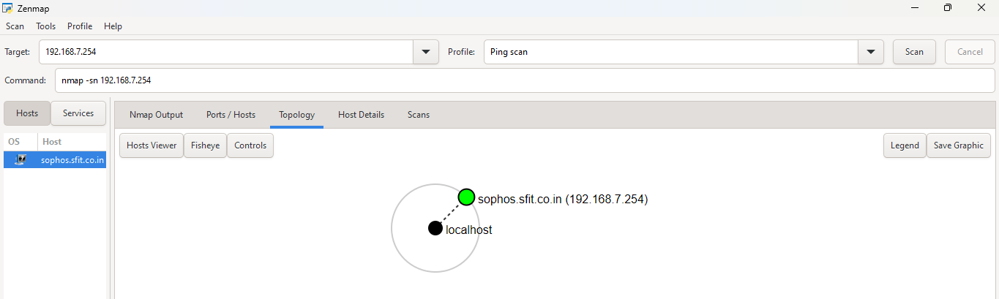 Zenmap
Scan Tools Profile Help
Target: 192.168.7.254 Profile: Ping scan Scan Cancel
Command: nmap -sn 192.168.7.254
Hosts Services Nmap Output Ports / Hosts Topology Host Details Scans
OS Host Hosts Viewer Fisheye Controls Legend Save Graphic
sophos.sfit.co.in
sophos.sfit.co.in (192.168.7.254)
localhost